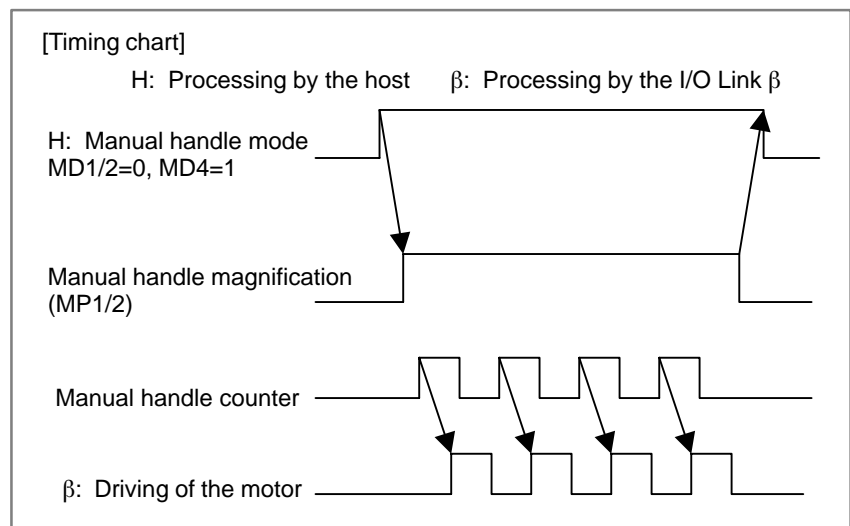 [Timing chart]
H: Processing by the host β: Processing by the I/O Link β
H: Manual handle mode
MD1/2=0, MD4=1
Manual handle magnification
(MP1/2)
Manual handle counter
β: Driving of the motor